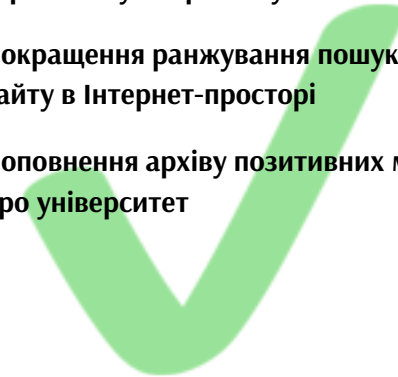 окращення ранжування пошук
айту в Інтернет-просторі
оповнення архіву позитивних
ро університет